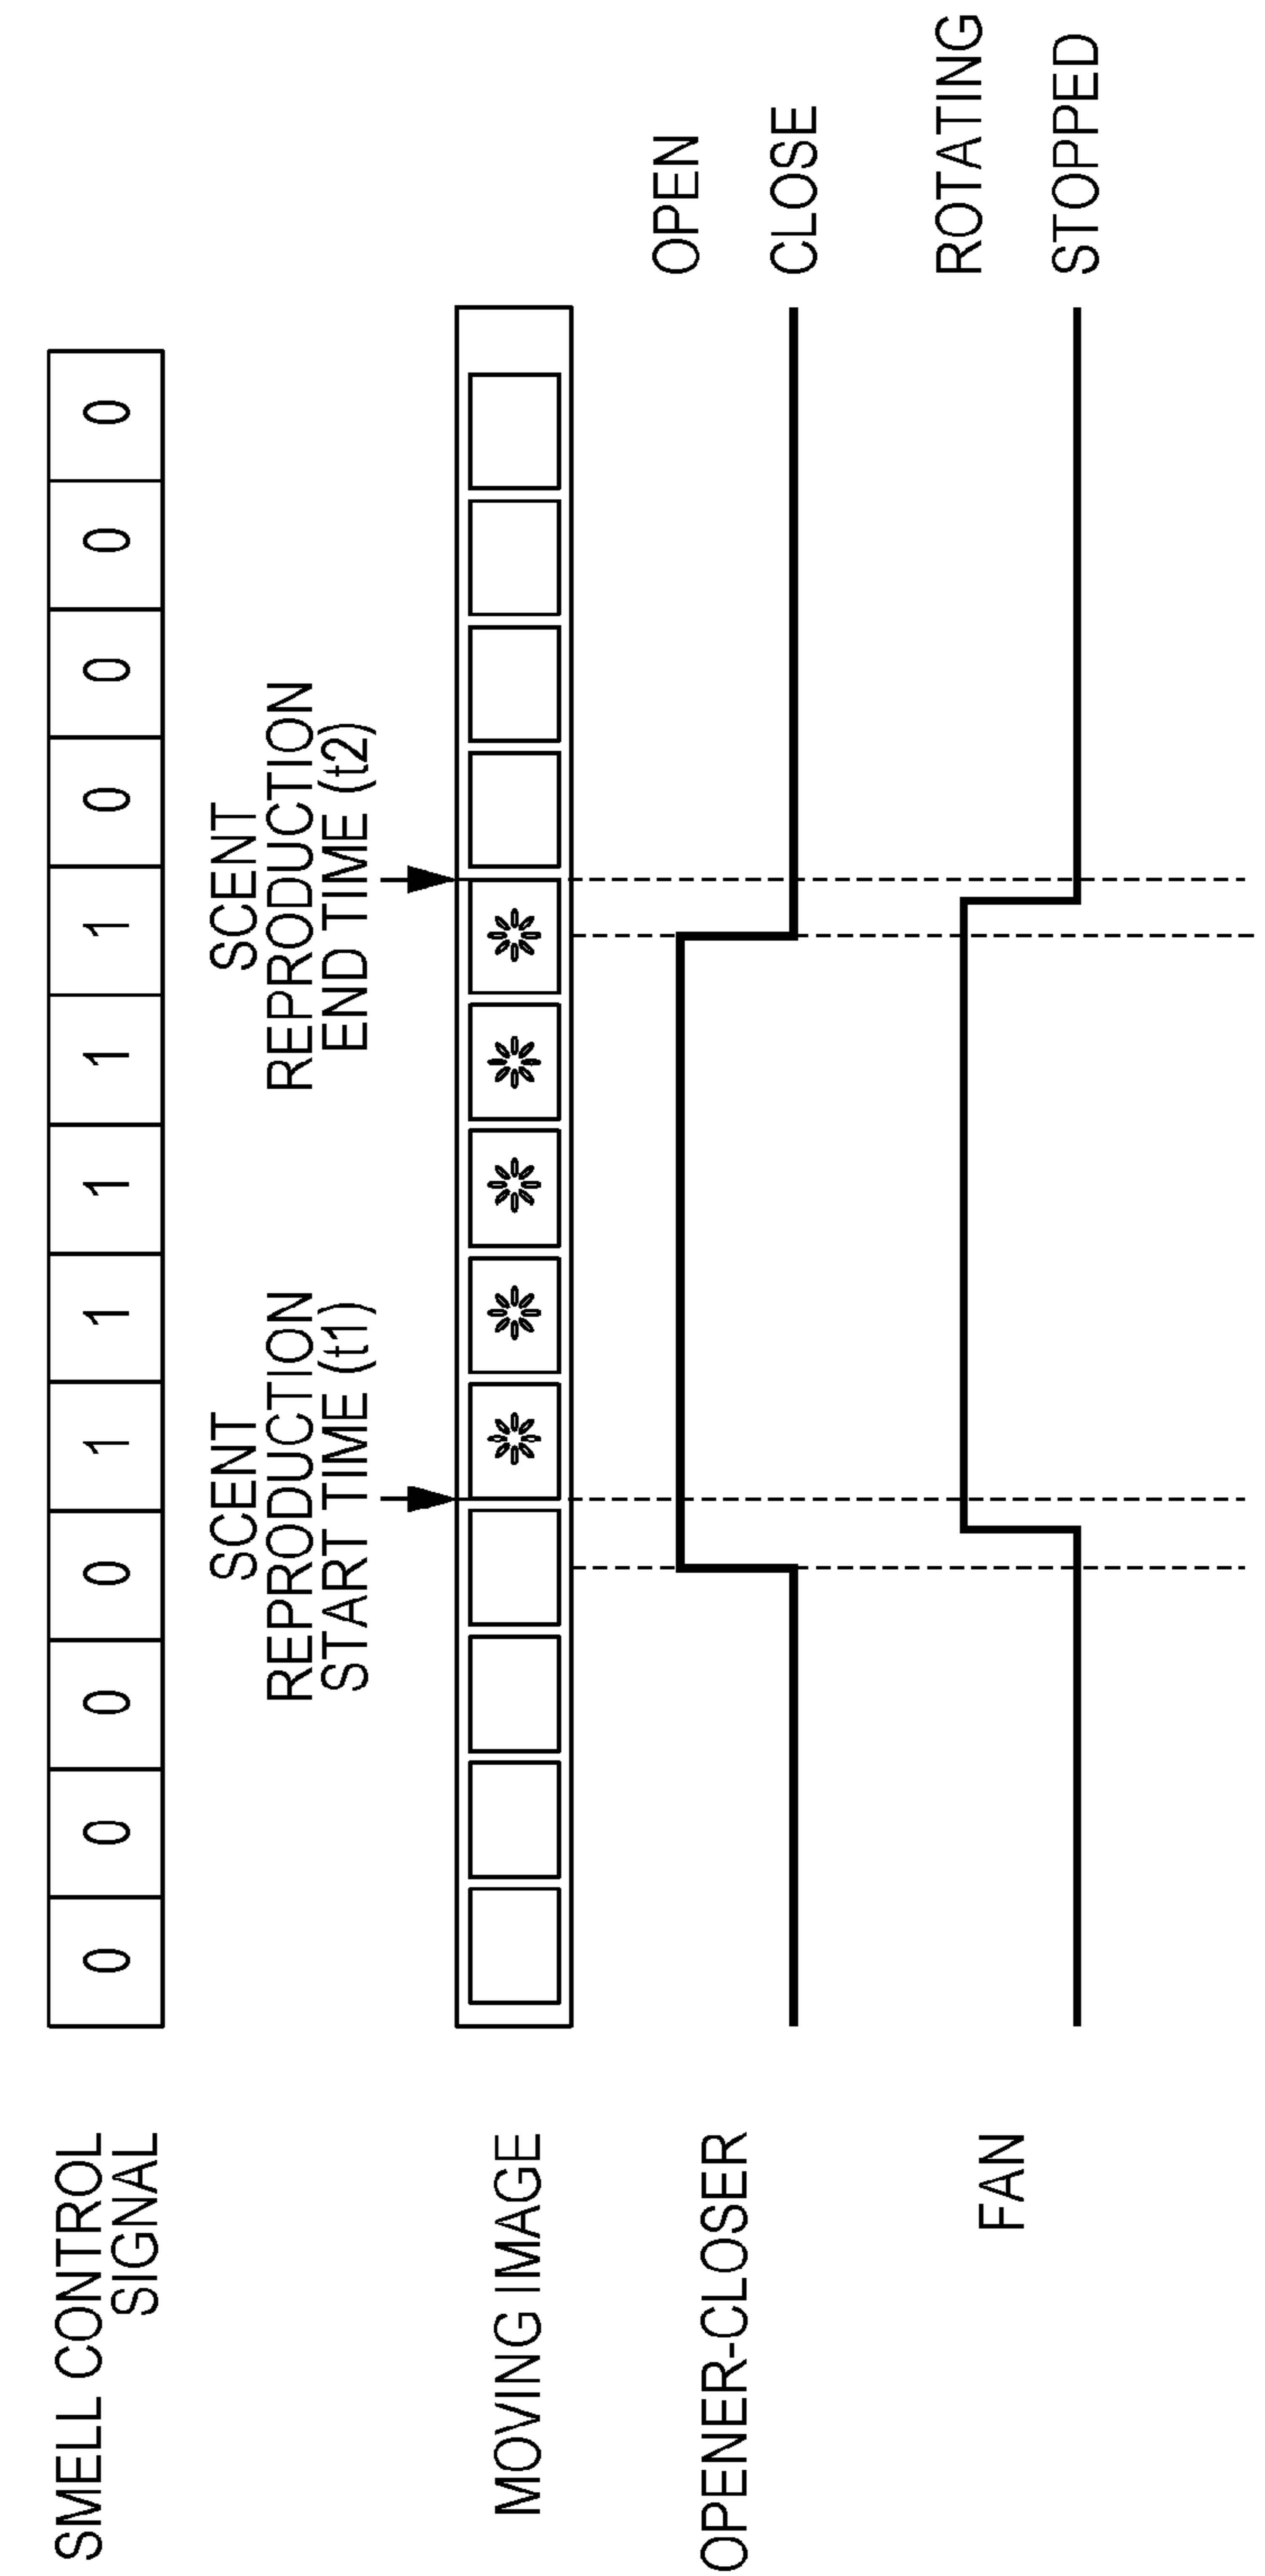 SMELL CONTROL
SIGNAL
0 0 0 0 1 1 1 1 1 0 0 0 0
SCENT
REPRODUCTION
START TIME (t1)
SCENT
REPRODUCTION
END TIME (t2)
MOVING IMAGE
OPENER-CLOSER
OPEN
CLOSE
FAN
ROTATING
STOPPED